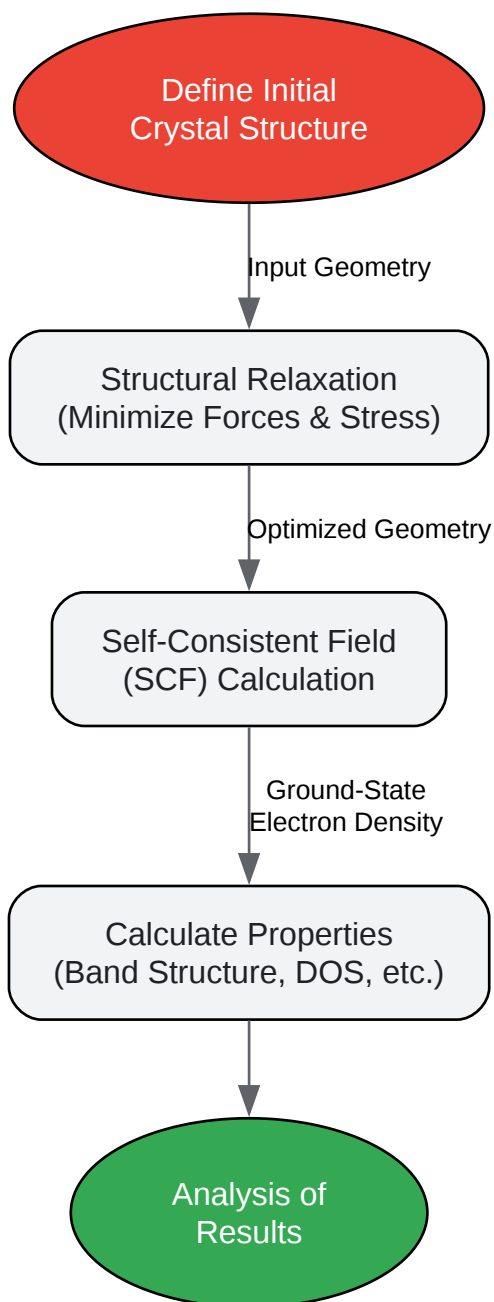 Define Initial
Crystal Structure
Input Geometry
Structural Relaxation
(Minimize Forces & Stress)
Optimized Geometry
Self-Consistent Field
(SCF) Calculation
Ground-State
Electron Density
Calculate Properties
(Band Structure, DOS, etc.)
Analysis of
Results